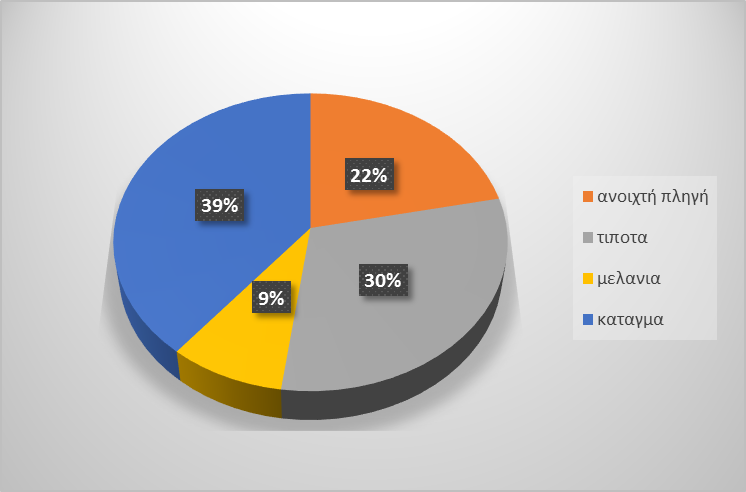 22%
39%
30%
9%
ανοιχτή πληγή
τιποτα
μελανια
καταγμα